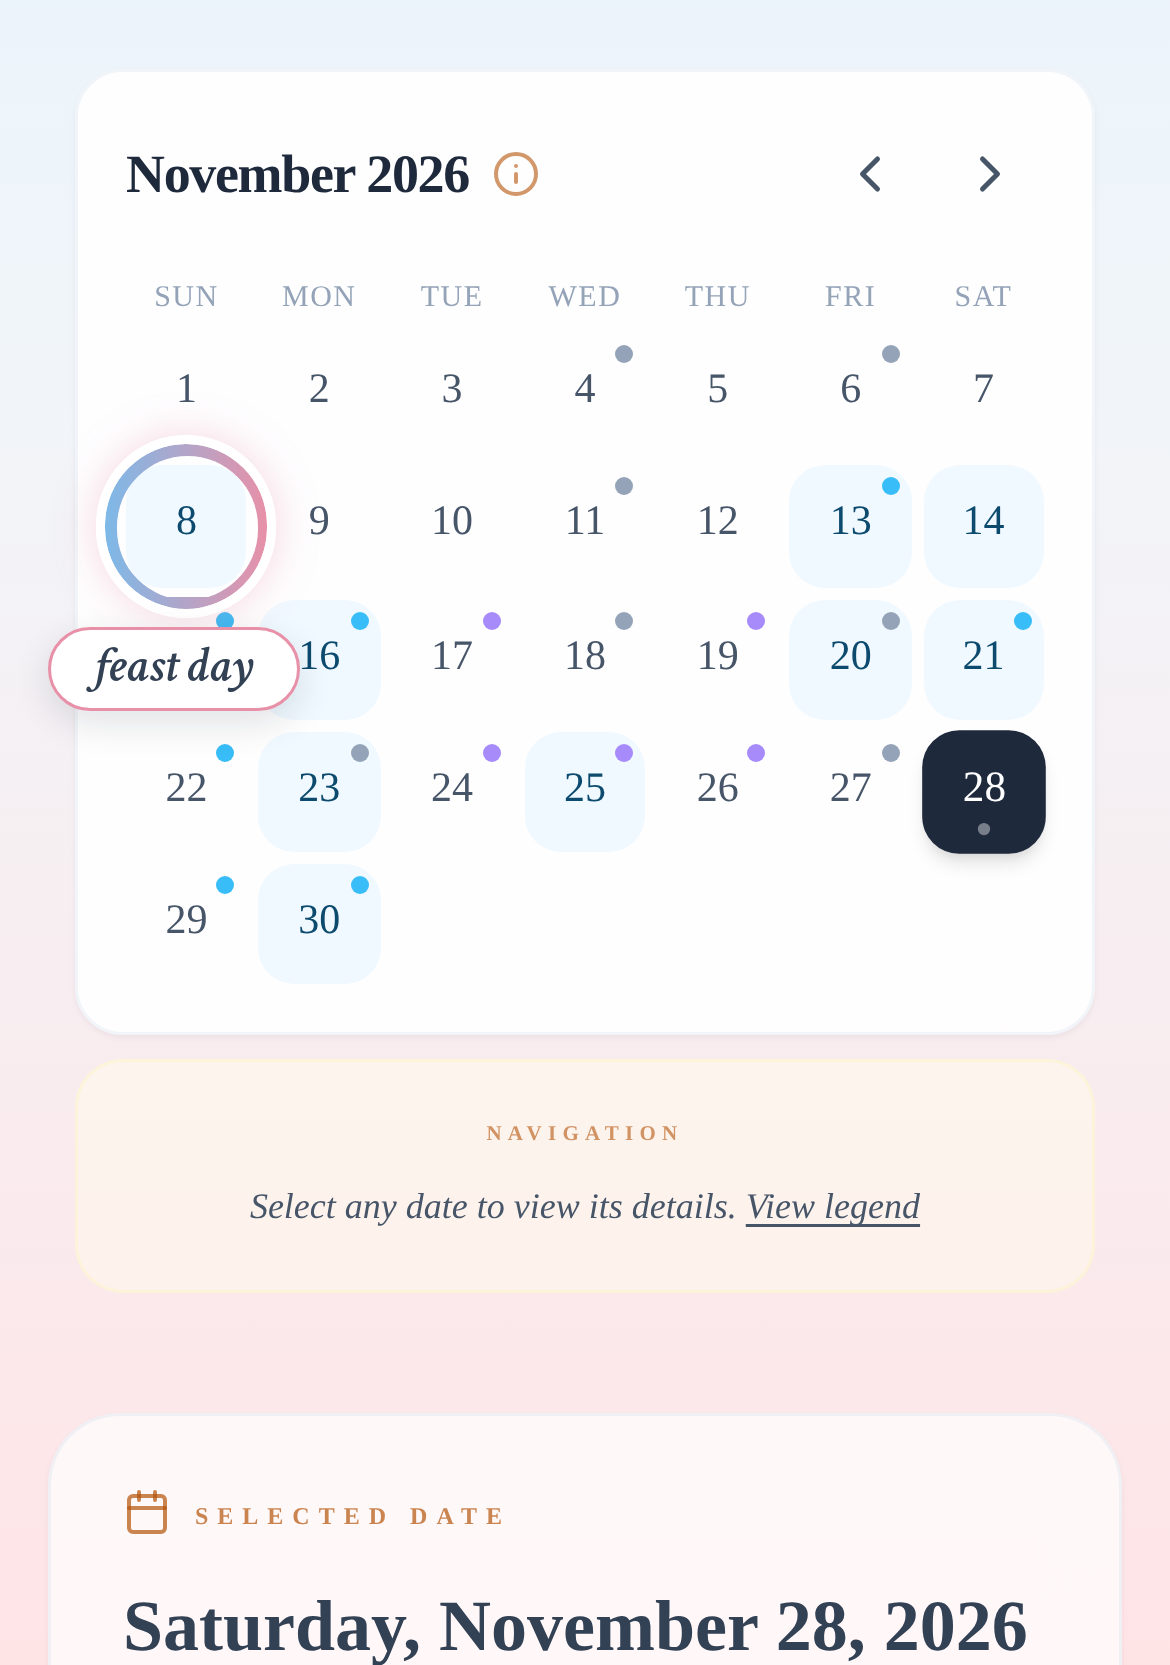 November 2026
SUN MON TUE WED THU FRI SAT
1 2 3 4 5 6 7
8 9 10 11 12 13 14
feast day 16 17 18 19 20 21
22 23 24 25 26 27 28
29 30
NAVIGATION
Select any date to view its details. View legend
SELECTED DATE
Saturday, November 28, 2026